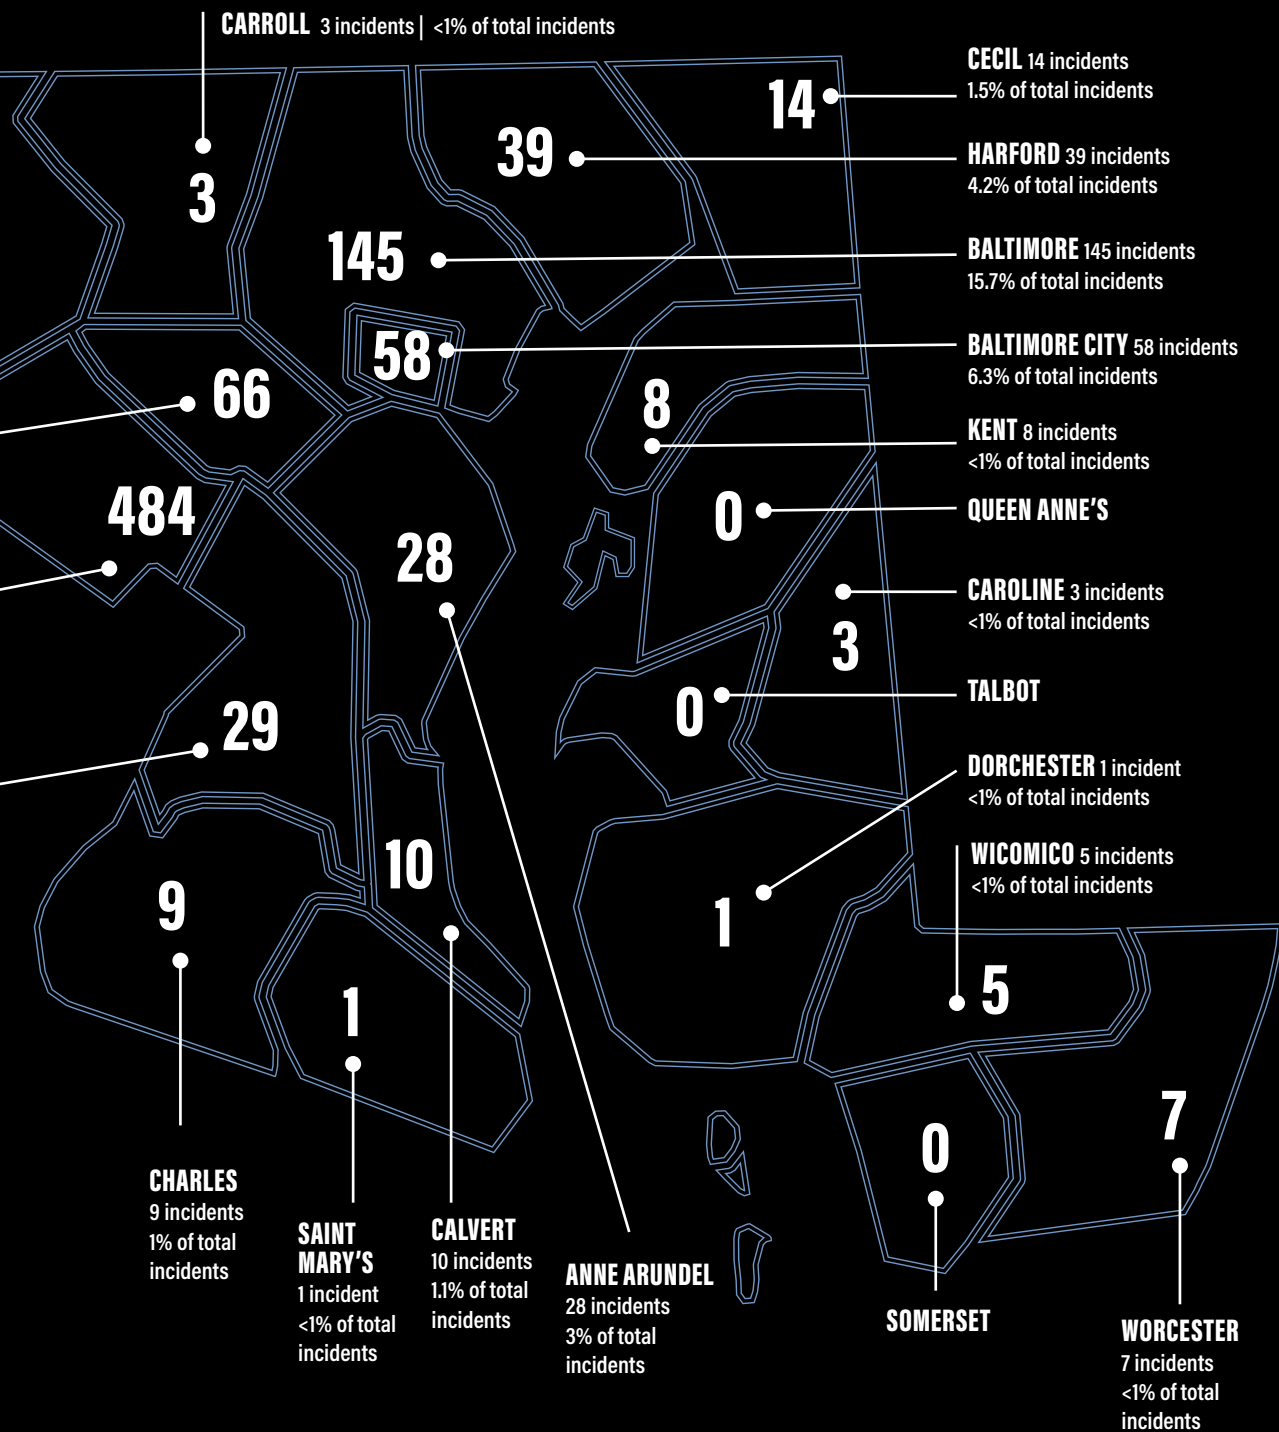 CARROLL 3 incidents | <1% of total incidents
CECIL 14 incidents
1.5% of total incidents
14
HARFORD 39 incidents
4.2% of total incidents
39
3
BALTIMORE 145 incidents
15.7% of total incidents
145
BALTIMORE CITY 58 incidents
6.3% of total incidents
58
66
8
KENT 8 incidents
<1% of total incidents
484
0
QUEEN ANNE'S
28
CAROLINE 3 incidents
<1% of total incidents
3
TALBOT
0
29
DORCHESTER 1 incident
<1% of total incidents
10
WICOMICO 5 incidents
<1% of total incidents
9
1
5
1
7
0
CHARLES
9 incidents
1% of total
incidents
SAINT
MARY'S
1 incident
<1% of total
incidents
CALVERT
10 incidents
1.1% of total
incidents
ANNE ARUNDEL
28 incidents
3% of total
incidents
SOMERSET
WORCESTER
7 incidents
<1% of total
incidents